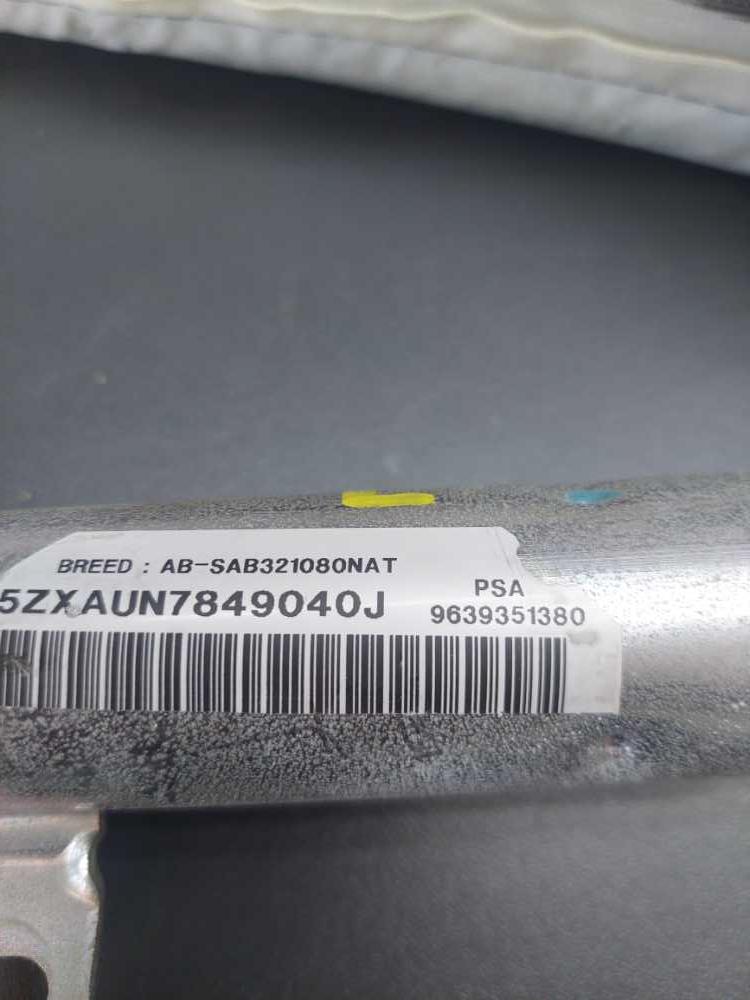 BREED : AB-SAB321080NAT
5ZXAUN7849040J
PSA
9639351380